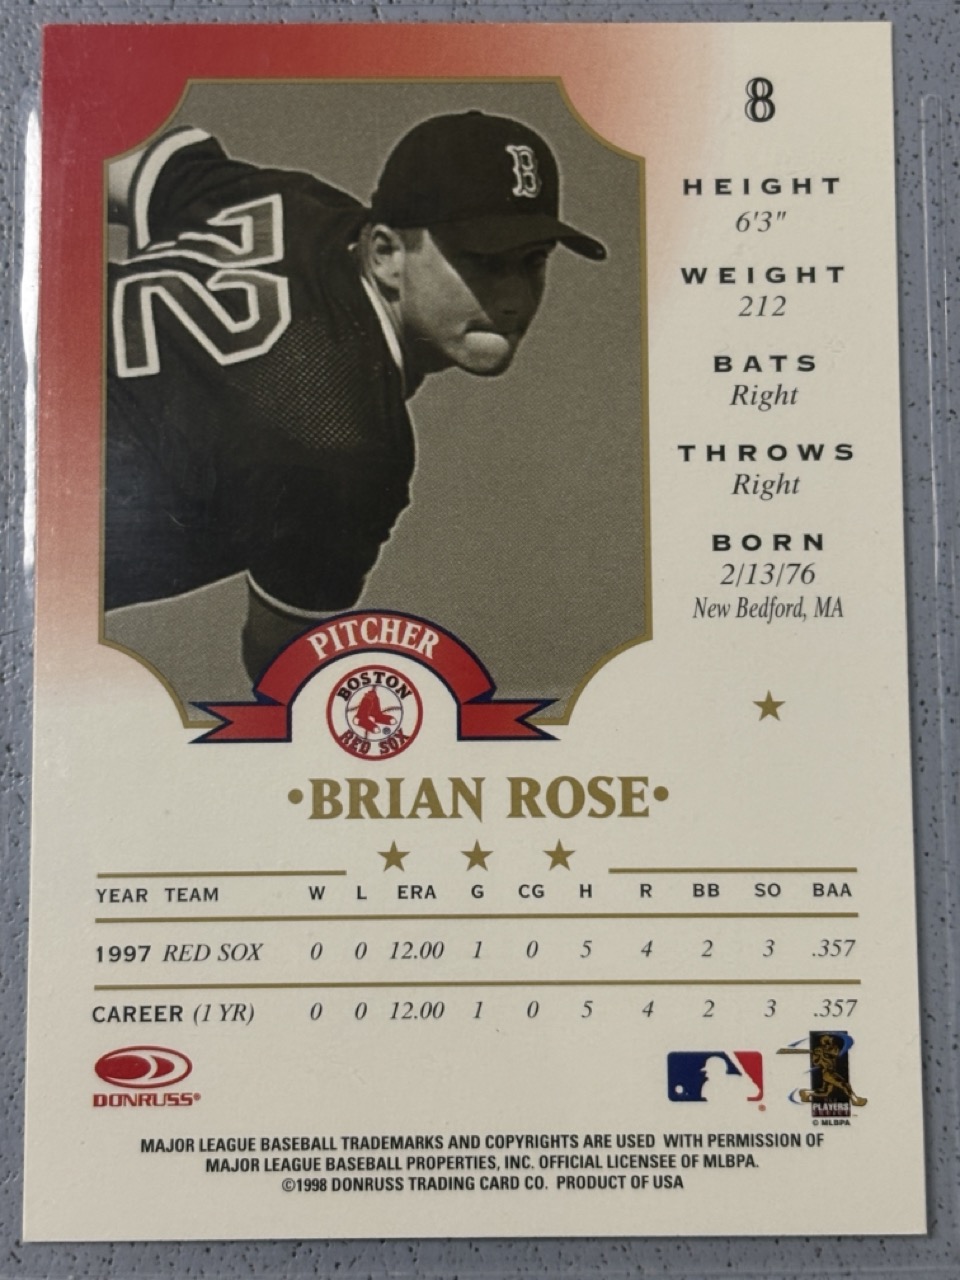 8
HEIGHT
6'3"
WEIGHT
212
BATS
Right
THROWS
Right
BORN
2/13/76
New Bedford, MA
B
22
PITCHER
BOSTON
RED SOX
•BRIAN ROSE•
YEAR TEAM W L ERA G CG H R BB SO BAA
1997 RED SOX 0 0 12.00 1 0 5 4 2 3 .357
CAREER (1 YR) 0 0 12.00 1 0 5 4 2 3 .357
DONRUSS®
PLAYERS
© MLBPA
MAJOR LEAGUE BASEBALL TRADEMARKS AND COPYRIGHTS ARE USED WITH PERMISSION OF
MAJOR LEAGUE BASEBALL PROPERTIES, INC. OFFICIAL LICENSEE OF MLBPA.
©1998 DONRUSS TRADING CARD CO. PRODUCT OF USA